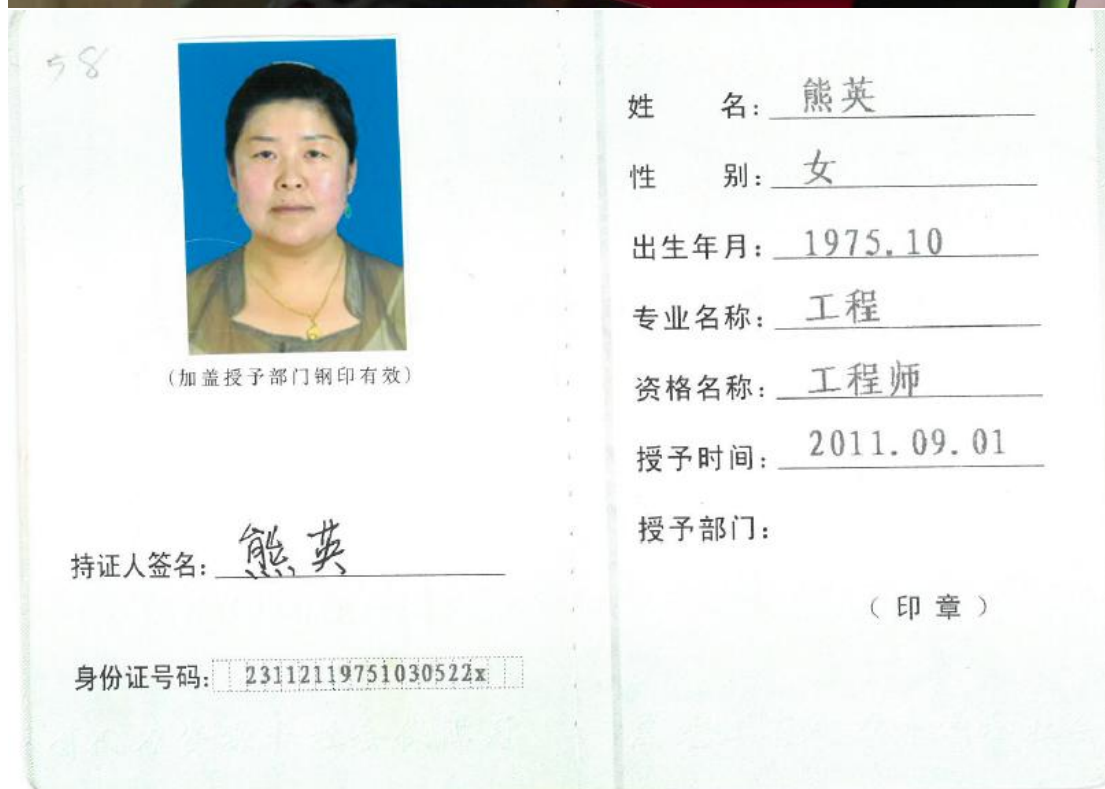 58
(加盖授予部门钢印有效)
持证人签名: 熊英
身份证号码: 23112119751030522x
姓 名: 熊英
性 别: 女
出生年月: 1975.10
专业名称: 工程
资格名称: 工程师
授予时间: 2011.09.01
授予部门:
(印章)